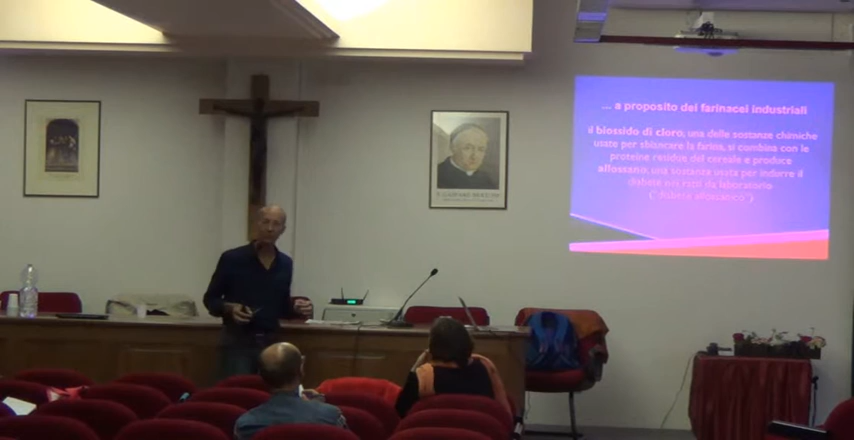 ... a proposito dei farinacei industriali
il biossido di cloro, una delle sostanze chimiche
usate per sbiancare la farina, si combina con le
proteine residue del cereale e produce
allossano, una sostanza usata per indurre il
diabete nei ratti da laboratorio
("diabete allossanico")